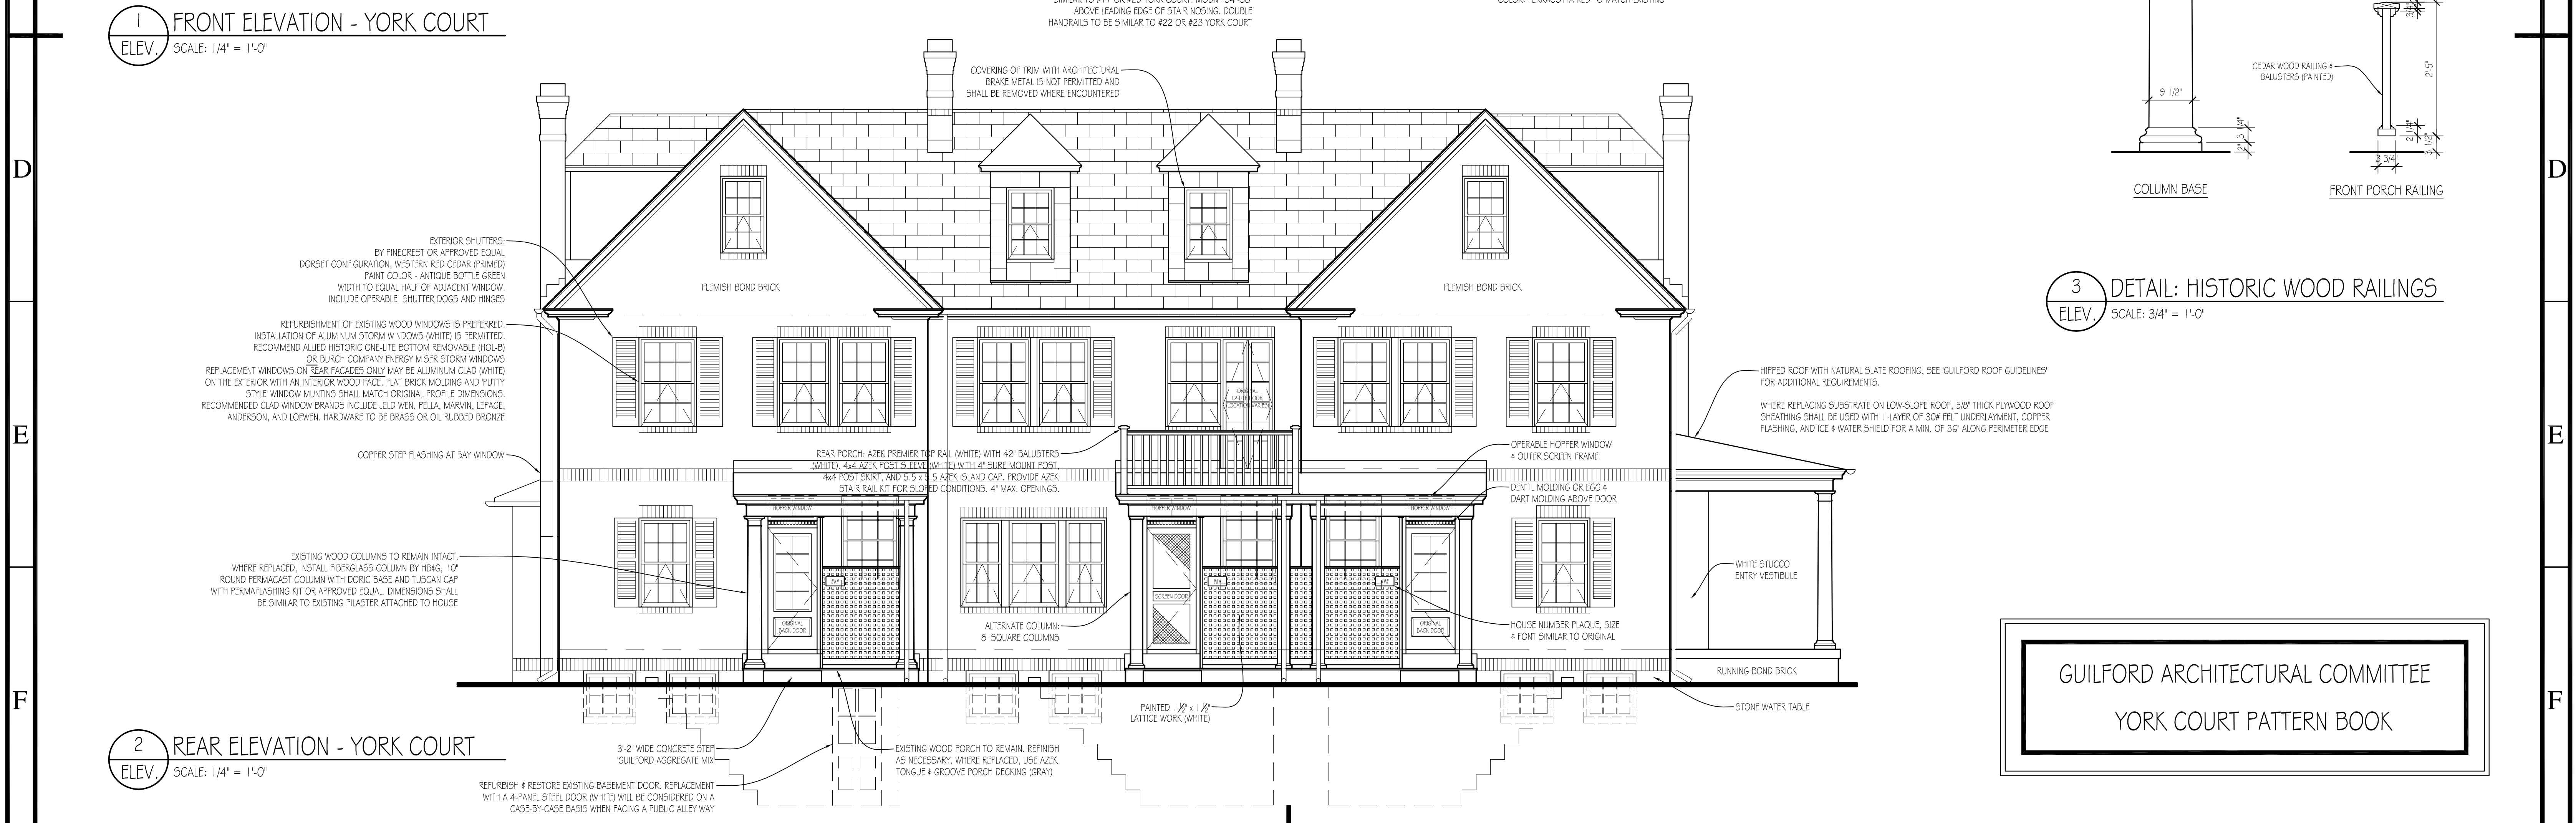 1
ELEV.
FRONT ELEVATION - YORK COURT
SCALE: 1/4" = 1'-0"
ABOVE LEADING EDGE OF STAIR NOSING. DOUBLE
HANDRAILS TO BE SIMILAR TO #22 OR #23 YORK COURT
COLOR: TERRACOTTA RED TO MATCH EXISTING
COVERING OF TRIM WITH ARCHITECTURAL
BRAKE METAL IS NOT PERMITTED AND
SHALL BE REMOVED WHERE ENCOUNTERED
CEDAR WOOD RAILING &
BALUSTERS (PAINTED)
9 1/2"
3 1/4"
2"
2'-5"
2 1/4"
3 1/2"
3 3/4"
COLUMN BASE
FRONT PORCH RAILING
D
D
EXTERIOR SHUTTERS:
BY PINECREST OR APPROVED EQUAL
DORSET CONFIGURATION, WESTERN RED CEDAR (PRIMED)
PAINT COLOR - ANTIQUE BOTTLE GREEN
WIDTH TO EQUAL HALF OF ADJACENT WINDOW.
INCLUDE OPERABLE SHUTTER DOGS AND HINGES
FLEMISH BOND BRICK
FLEMISH BOND BRICK
3
ELEV.
DETAIL: HISTORIC WOOD RAILINGS
SCALE: 3/4" = 1'-0"
REFURBISHMENT OF EXISTING WOOD WINDOWS IS PREFERRED.
INSTALLATION OF ALUMINUM STORM WINDOWS (WHITE) IS PERMITTED.
RECOMMEND ALLIED HISTORIC ONE-LITE BOTTOM REMOVABLE (HOL-B)
OR BURCH COMPANY ENERGY MISER STORM WINDOWS
REPLACEMENT WINDOWS ON REAR FACADES ONLY MAY BE ALUMINUM CLAD (WHITE)
ON THE EXTERIOR WITH AN INTERIOR WOOD FACE. FLAT BRICK MOLDING AND 'PUTTY
STYLE' WINDOW MUNTINS SHALL MATCH ORIGINAL PROFILE DIMENSIONS.
RECOMMENDED CLAD WINDOW BRANDS INCLUDE JELD WEN, PELLA, MARVIN, LEPAGE,
ANDERSON, AND LOEWEN. HARDWARE TO BE BRASS OR OIL RUBBED BRONZE
ORIGINAL
12-LITE DOOR
(LOCATION VARIES)
HIPPED ROOF WITH NATURAL SLATE ROOFING, SEE 'GUILFORD ROOF GUIDELINES'
FOR ADDITIONAL REQUIREMENTS.
WHERE REPLACING SUBSTRATE ON LOW-SLOPE ROOF, 5/8" THICK PLYWOOD ROOF
SHEATHING SHALL BE USED WITH 1-LAYER OF 30# FELT UNDERLAYMENT, COPPER
FLASHING, AND ICE & WATER SHIELD FOR A MIN. OF 36" ALONG PERIMETER EDGE
E
E
COPPER STEP FLASHING AT BAY WINDOW
REAR PORCH: AZEK PREMIER TOP RAIL (WHITE) WITH 42" BALUSTERS
(WHITE). 4x4 AZEK POST SLEEVE (WHITE) WITH 4" SURE MOUNT POST,
4x4 POST SKIRT, AND 5.5 x 5.5 AZEK ISLAND CAP. PROVIDE AZEK
STAIR RAIL KIT FOR SLOPED CONDITIONS. 4" MAX. OPENINGS.
OPERABLE HOPPER WINDOW
& OUTER SCREEN FRAME
DENTIL MOLDING OR EGG &
DART MOLDING ABOVE DOOR
HOPPER WINDOW
HOPPER WINDOW
HOPPER WINDOW
EXISTING WOOD COLUMNS TO REMAIN INTACT.
WHERE REPLACED, INSTALL FIBERGLASS COLUMN BY HB&G, 10"
ROUND PERMACAST COLUMN WITH DORIC BASE AND TUSCAN CAP
WITH PERMAFLASHING KIT OR APPROVED EQUAL. DIMENSIONS SHALL
BE SIMILAR TO EXISTING PILASTER ATTACHED TO HOUSE
###
###
###
SCREEN DOOR
ORIGINAL
BACK DOOR
ORIGINAL
BACK DOOR
ALTERNATE COLUMN:
8" SQUARE COLUMNS
HOUSE NUMBER PLAQUE, SIZE
& FONT SIMILAR TO ORIGINAL
WHITE STUCCO
ENTRY VESTIBULE
RUNNING BOND BRICK
STONE WATER TABLE
F
F
PAINTED 1 1/2" x 1 1/2"
LATTICE WORK (WHITE)
2
ELEV.
REAR ELEVATION - YORK COURT
SCALE: 1/4" = 1'-0"
3'-2" WIDE CONCRETE STEP
'GUILFORD AGGREGATE MIX'
EXISTING WOOD PORCH TO REMAIN. REFINISH
AS NECESSARY. WHERE REPLACED, USE AZEK
TONGUE & GROOVE PORCH DECKING (GRAY)
REFURBISH & RESTORE EXISTING BASEMENT DOOR. REPLACEMENT
WITH A 4-PANEL STEEL DOOR (WHITE) WILL BE CONSIDERED ON A
CASE-BY-CASE BASIS WHEN FACING A PUBLIC ALLEY WAY
GUILFORD ARCHITECTURAL COMMITTEE
YORK COURT PATTERN BOOK